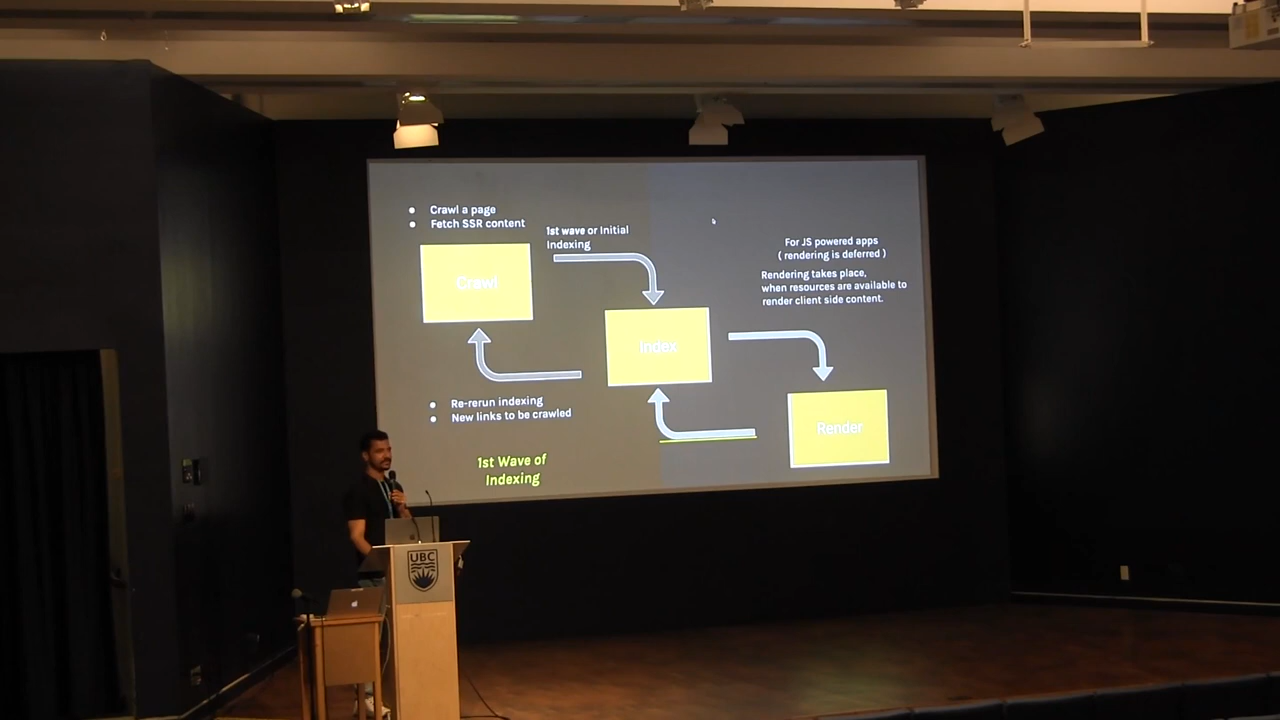 Crawl a page
Fetch SSR content
1st wave or Initial
Indexing
Crawl
For JS powered apps
( rendering is deferred )
Rendering takes place,
when resources are available to
render client side content.
Index
Re-rerun indexing
New links to be crawled
Render
1st Wave of
Indexing
UBC